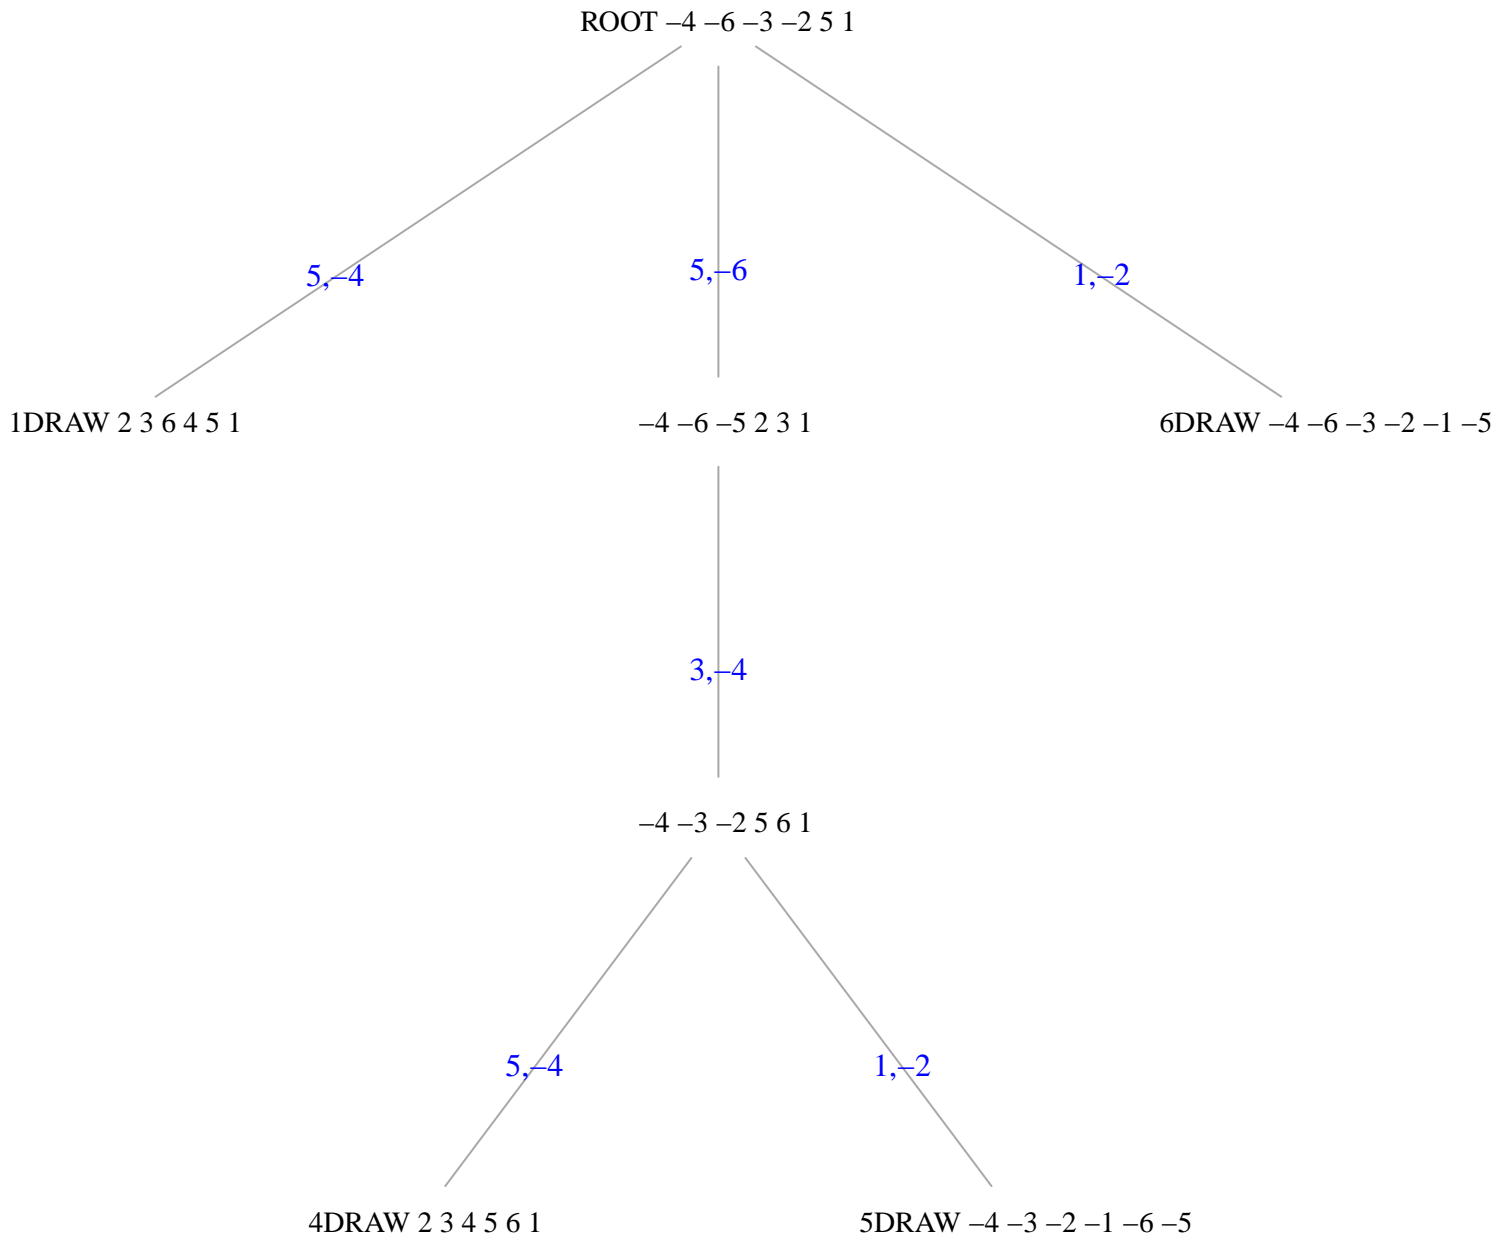 ROOT –4 –6 –3 –2 5 1
5,–4
5,–6
1,–2
1DRAW 2 3 6 4 5 1
–4 –6 –5 2 3 1
6DRAW –4 –6 –3 –2 –1 –5
3,–4
–4 –3 –2 5 6 1
5,–4
1,–2
4DRAW 2 3 4 5 6 1
5DRAW –4 –3 –2 –1 –6 –5